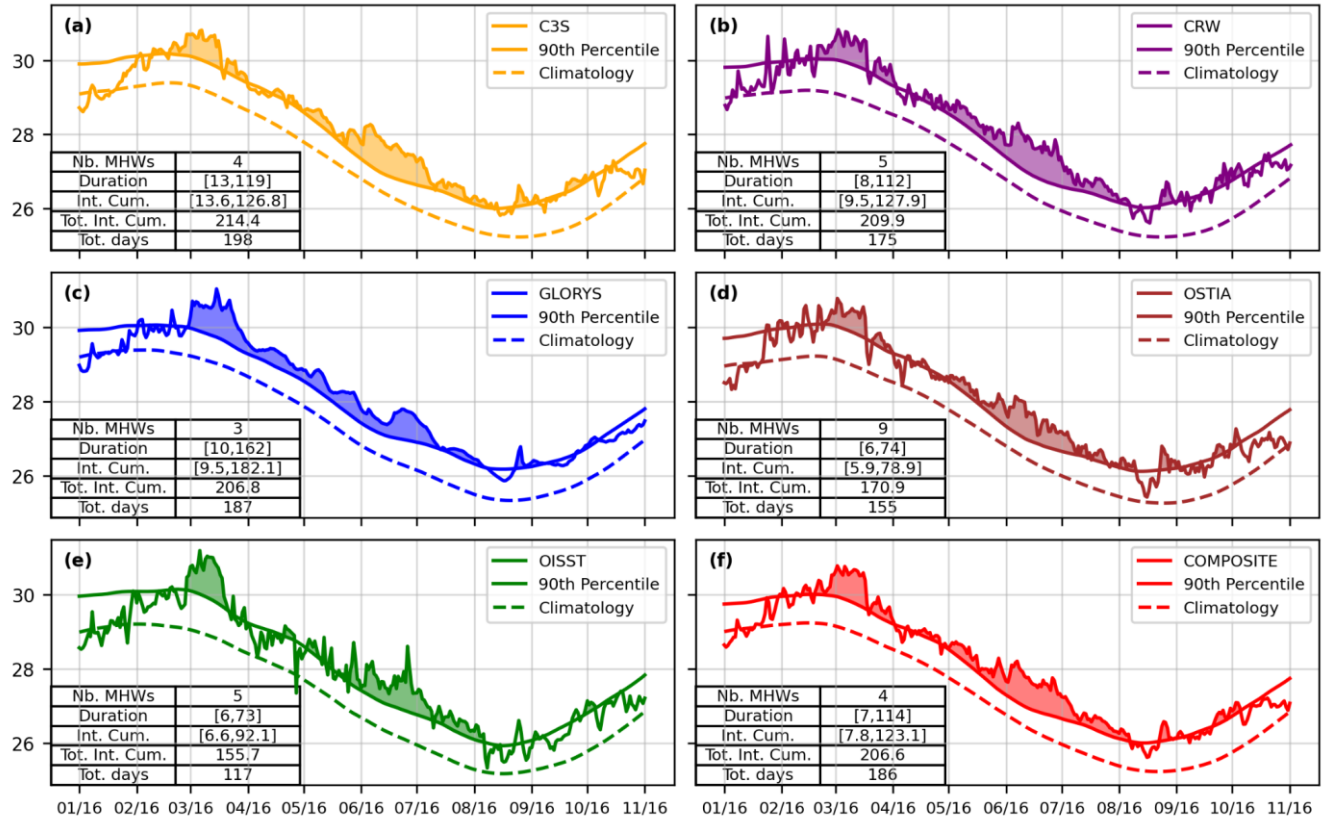 (a)
C3S
90th Percentile
Climatology
30
28
26
Nb. MHWs 4
Duration [13,119]
Int. Cum. [13.6,126.8]
Tot. Int. Cum. 214.4
Tot. days 198
(b)
CRW
90th Percentile
Climatology
Nb. MHWs 5
Duration [8,112]
Int. Cum. [9.5,127.9]
Tot. Int. Cum. 209.9
Tot. days 175
(c)
GLORYS
90th Percentile
Climatology
30
28
26
Nb. MHWs 3
Duration [10,162]
Int. Cum. [9.5,182.1]
Tot. Int. Cum. 206.8
Tot. days 187
(d)
OSTIA
90th Percentile
Climatology
Nb. MHWs 9
Duration [6,74]
Int. Cum. [5.9,78.9]
Tot. Int. Cum. 170.9
Tot. days 155
(e)
OISST
90th Percentile
Climatology
30
28
26
Nb. MHWs 5
Duration [6,73]
Int. Cum. [6.6,92.1]
Tot. Int. Cum. 155.7
Tot. days 117
01/16 02/16 03/16 04/16 05/16 06/16 07/16 08/16 09/16 10/16 11/16
(f)
COMPOSITE
90th Percentile
Climatology
Nb. MHWs 4
Duration [7,114]
Int. Cum. [7.8,123.1]
Tot. Int. Cum. 206.6
Tot. days 186
01/16 02/16 03/16 04/16 05/16 06/16 07/16 08/16 09/16 10/16 11/16